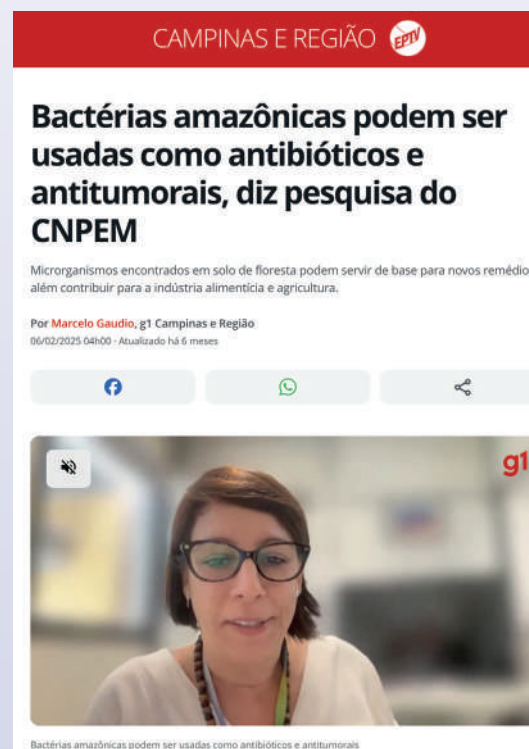 CAMPINAS E REGIÃO EPTV
Bactérias amazônicas podem ser
usadas como antibióticos e
antitumorais, diz pesquisa do
CNPEM
Microrganismos encontrados em solo de floresta podem servir de base para novos remédio
além contribuir para a indústria alimentícia e agricultura.
Por Marcelo Gaudio, g1 Campinas e Região
06/02/2025 04h00 · Atualizado há 6 meses
g1
Bactérias amazônicas podem ser usadas como antibióticos e antitumorais